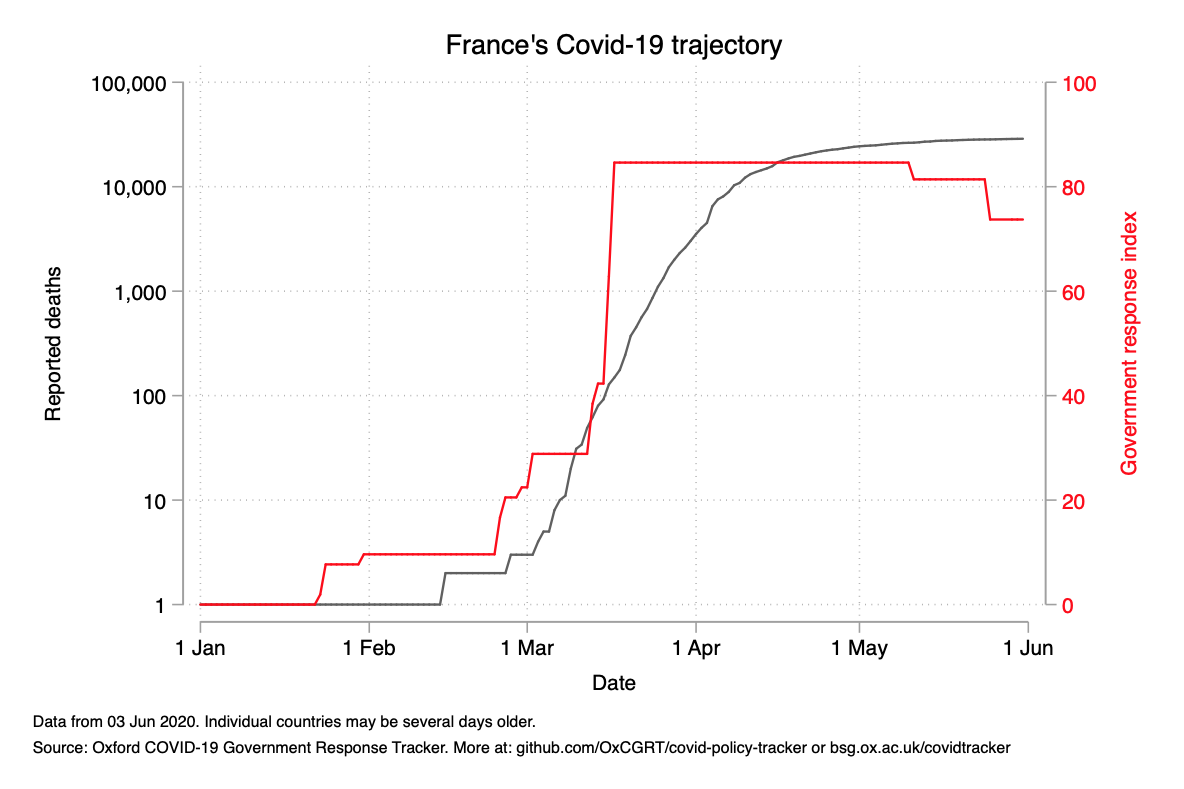 France's Covid-19 trajectory
100,000
10,000
1,000
100
10
1
Reported deaths
100
80
60
40
20
0
Government response index
1 Jan
1 Feb
1 Mar
1 Apr
1 May
1 Jun
Date
Data from 03 Jun 2020. Individual countries may be several days older.
Source: Oxford COVID-19 Government Response Tracker. More at: github.com/OxCGRT/covid-policy-tracker or bsg.ox.ac.uk/covidtracker